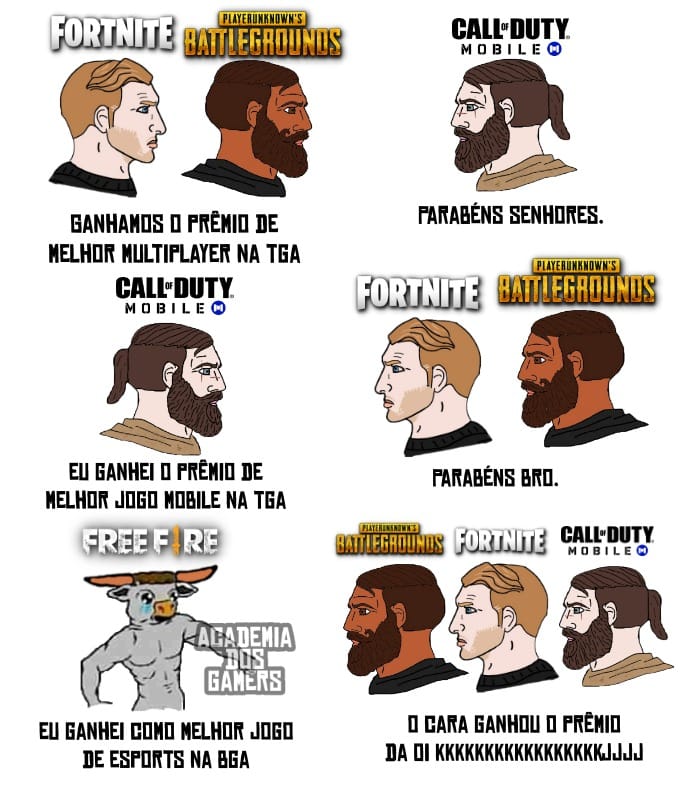 FORTNITE
PLAYERUNKNOWN'S
BATTLEGROUNDS
GANHAMOS O PRÊMIO DE
MELHOR MULTIPLAYER NA TGA
CALL OF DUTY
MOBILE
PARABÉNS SENHORES.
CALL OF DUTY
MOBILE
EU GANHEI O PRÊMIO DE
MELHOR JOGO MOBILE NA TGA
FORTNITE
PLAYERUNKNOWN'S
BATTLEGROUNDS
PARABÉNS BRO.
FREE FIRE
ACADEMIA
DOS
GAMERS
EU GANHEI COMO MELHOR JOGO
DE ESPORTS NA BGA
PLAYERUNKNOWN'S
BATTLEGROUNDS
FORTNITE
CALL OF DUTY
MOBILE
O CARA GANHOU O PRÊMIO
DA OI KKKKKKKKKKKKKKKKKKJJJJ